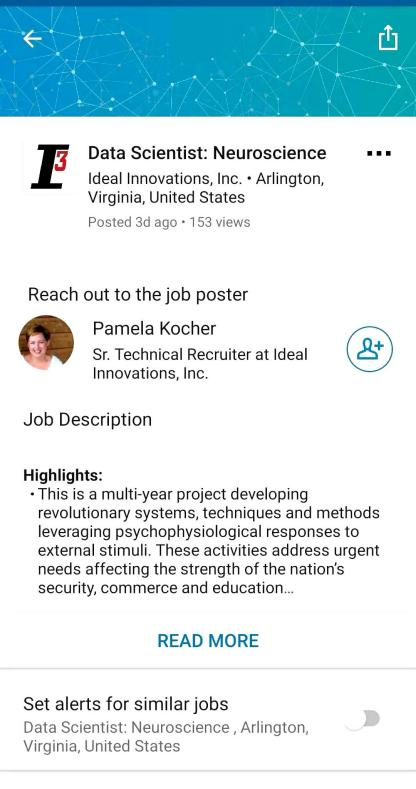 I3
Data Scientist: Neuroscience
Ideal Innovations, Inc. • Arlington,
Virginia, United States
Posted 3d ago • 153 views
Reach out to the job poster
Pamela Kocher
Sr. Technical Recruiter at Ideal
Innovations, Inc.
Job Description
Highlights:
• This is a multi-year project developing
revolutionary systems, techniques and methods
leveraging psychophysiological responses to
external stimuli. These activities address urgent
needs affecting the strength of the nation’s
security, commerce and education…
READ MORE
Set alerts for similar jobs
Data Scientist: Neuroscience , Arlington,
Virginia, United States